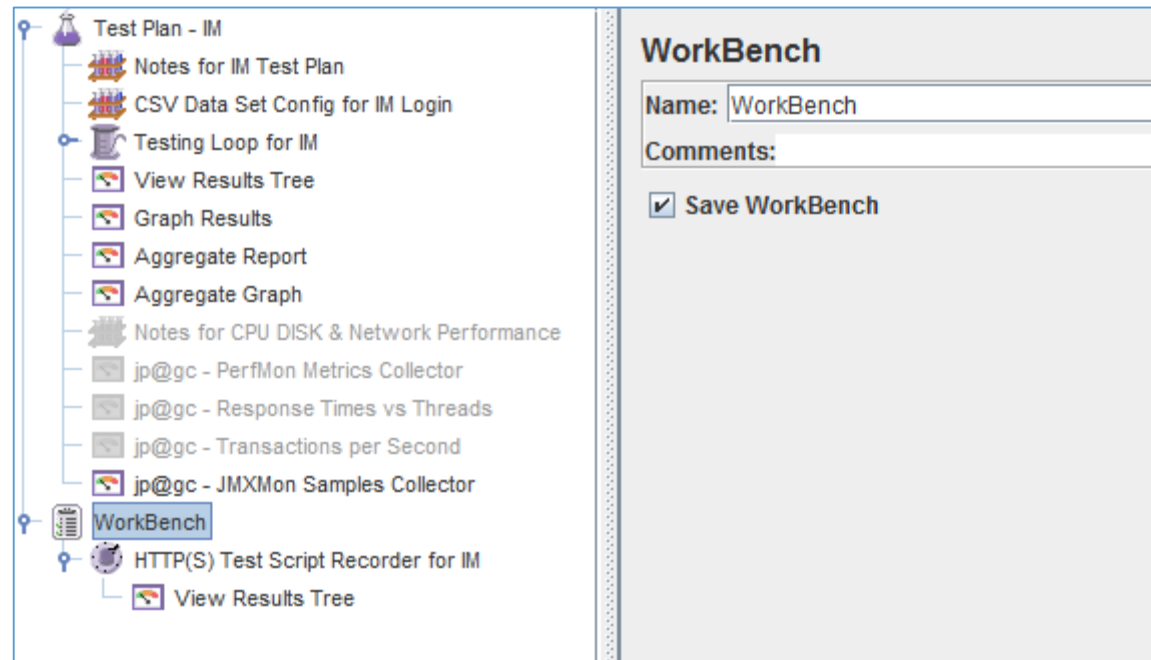 Test Plan - IM
Notes for IM Test Plan
CSV Data Set Config for IM Login
Testing Loop for IM
View Results Tree
Graph Results
Aggregate Report
Aggregate Graph
Notes for CPU DISK & Network Performance
jp@gc - PerfMon Metrics Collector
jp@gc - Response Times vs Threads
jp@gc - Transactions per Second
jp@gc - JMXMon Samples Collector
WorkBench
HTTP(S) Test Script Recorder for IM
View Results Tree
WorkBench
Name: WorkBench
Comments:
Save WorkBench